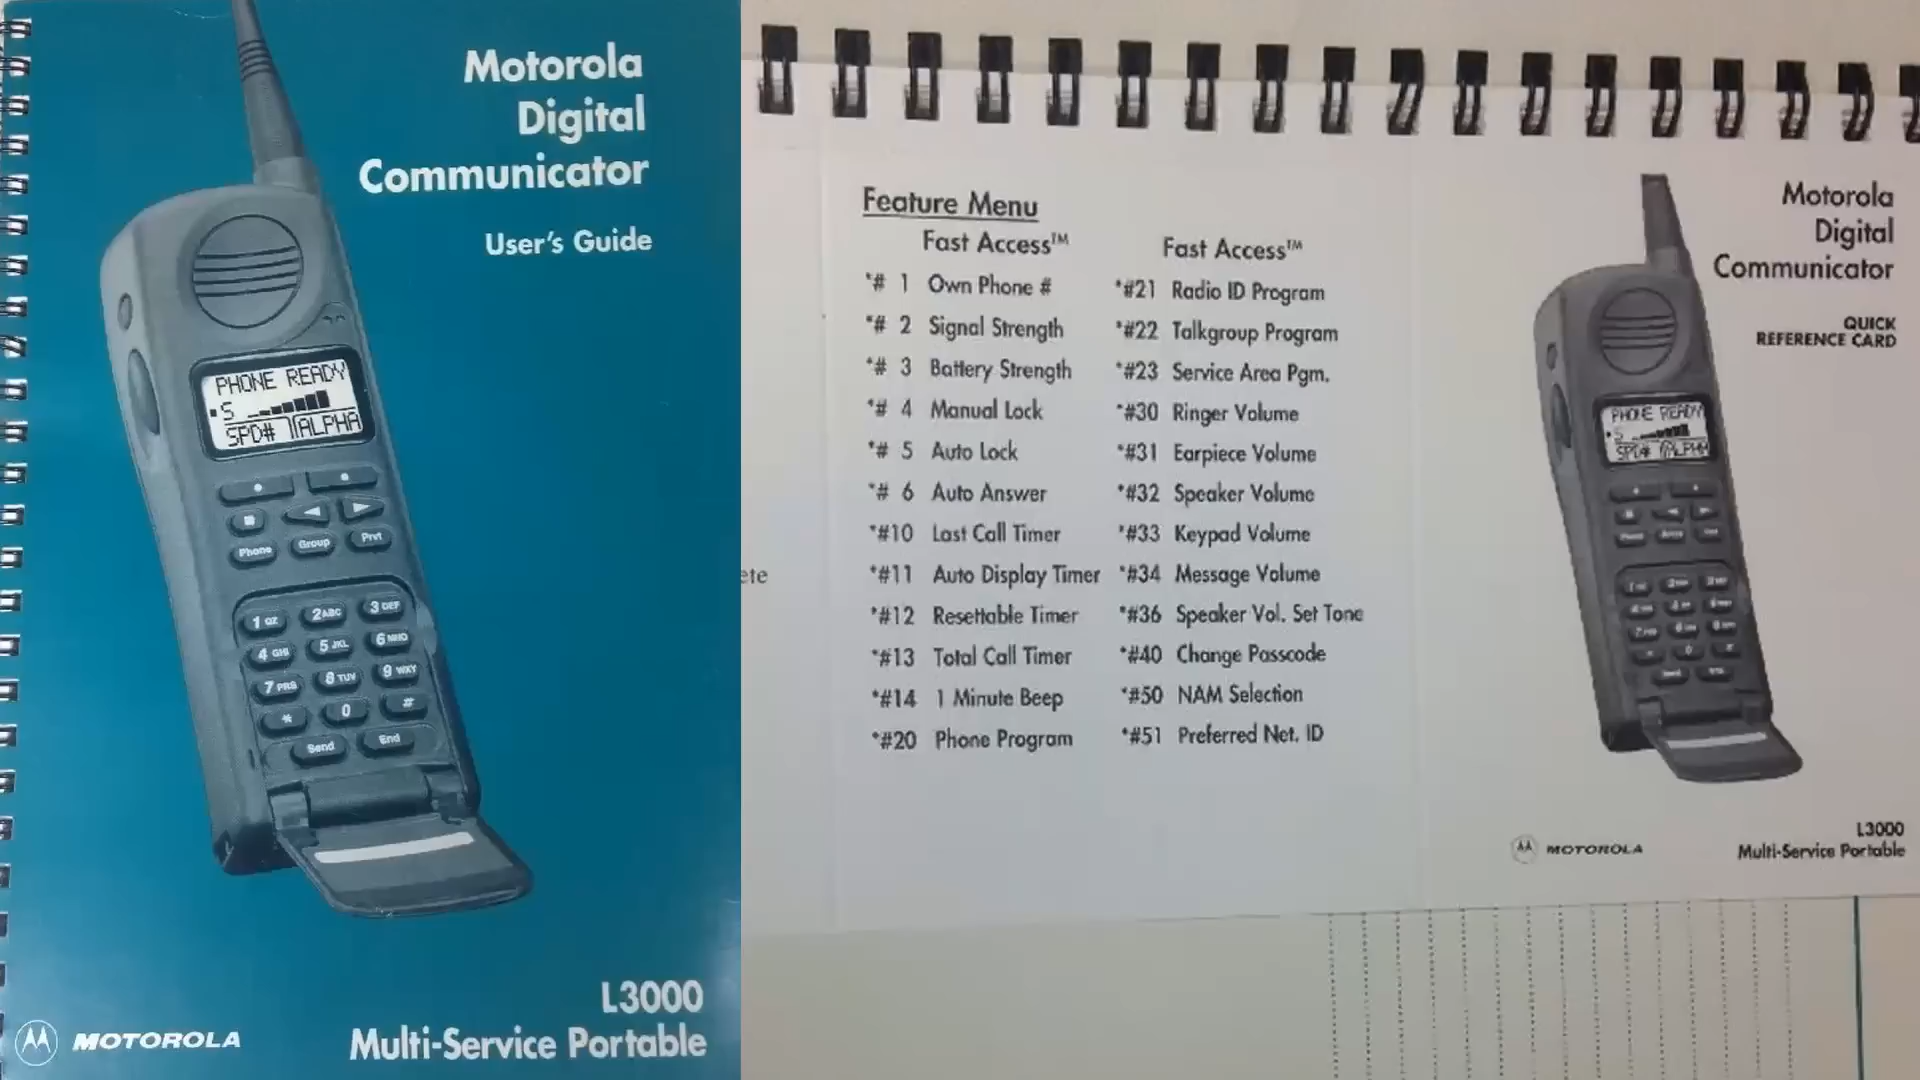 Motorola
Digital
Communicator
User's Guide
PHONE READY
S
SPD# ALPHA
Phone Group Prvt
1 QZ 2 ABC 3 DEF
4 GHI 5 JKL 6 MNO
7 PRS 8 TUV 9 WXY
* 0 #
Send End
L3000
Multi-Service Portable
MOTOROLA
ete
Feature Menu
Fast Access™
*# 1 Own Phone #
*# 2 Signal Strength
*# 3 Battery Strength
*# 4 Manual Lock
*# 5 Auto Lock
*# 6 Auto Answer
*#10 Last Call Timer
*#11 Auto Display Timer
*#12 Resettable Timer
*#13 Total Call Timer
*#14 1 Minute Beep
*#20 Phone Program
Fast Access™
*#21 Radio ID Program
*#22 Talkgroup Program
*#23 Service Area Pgm.
*#30 Ringer Volume
*#31 Earpiece Volume
*#32 Speaker Volume
*#33 Keypad Volume
*#34 Message Volume
*#36 Speaker Vol. Set Tone
*#40 Change Passcode
*#50 NAM Selection
*#51 Preferred Net. ID
Motorola
Digital
Communicator
QUICK
REFERENCE CARD
PHONE READY
S
SPD# ALPHA
MOTOROLA
L3000
Multi-Service Portable